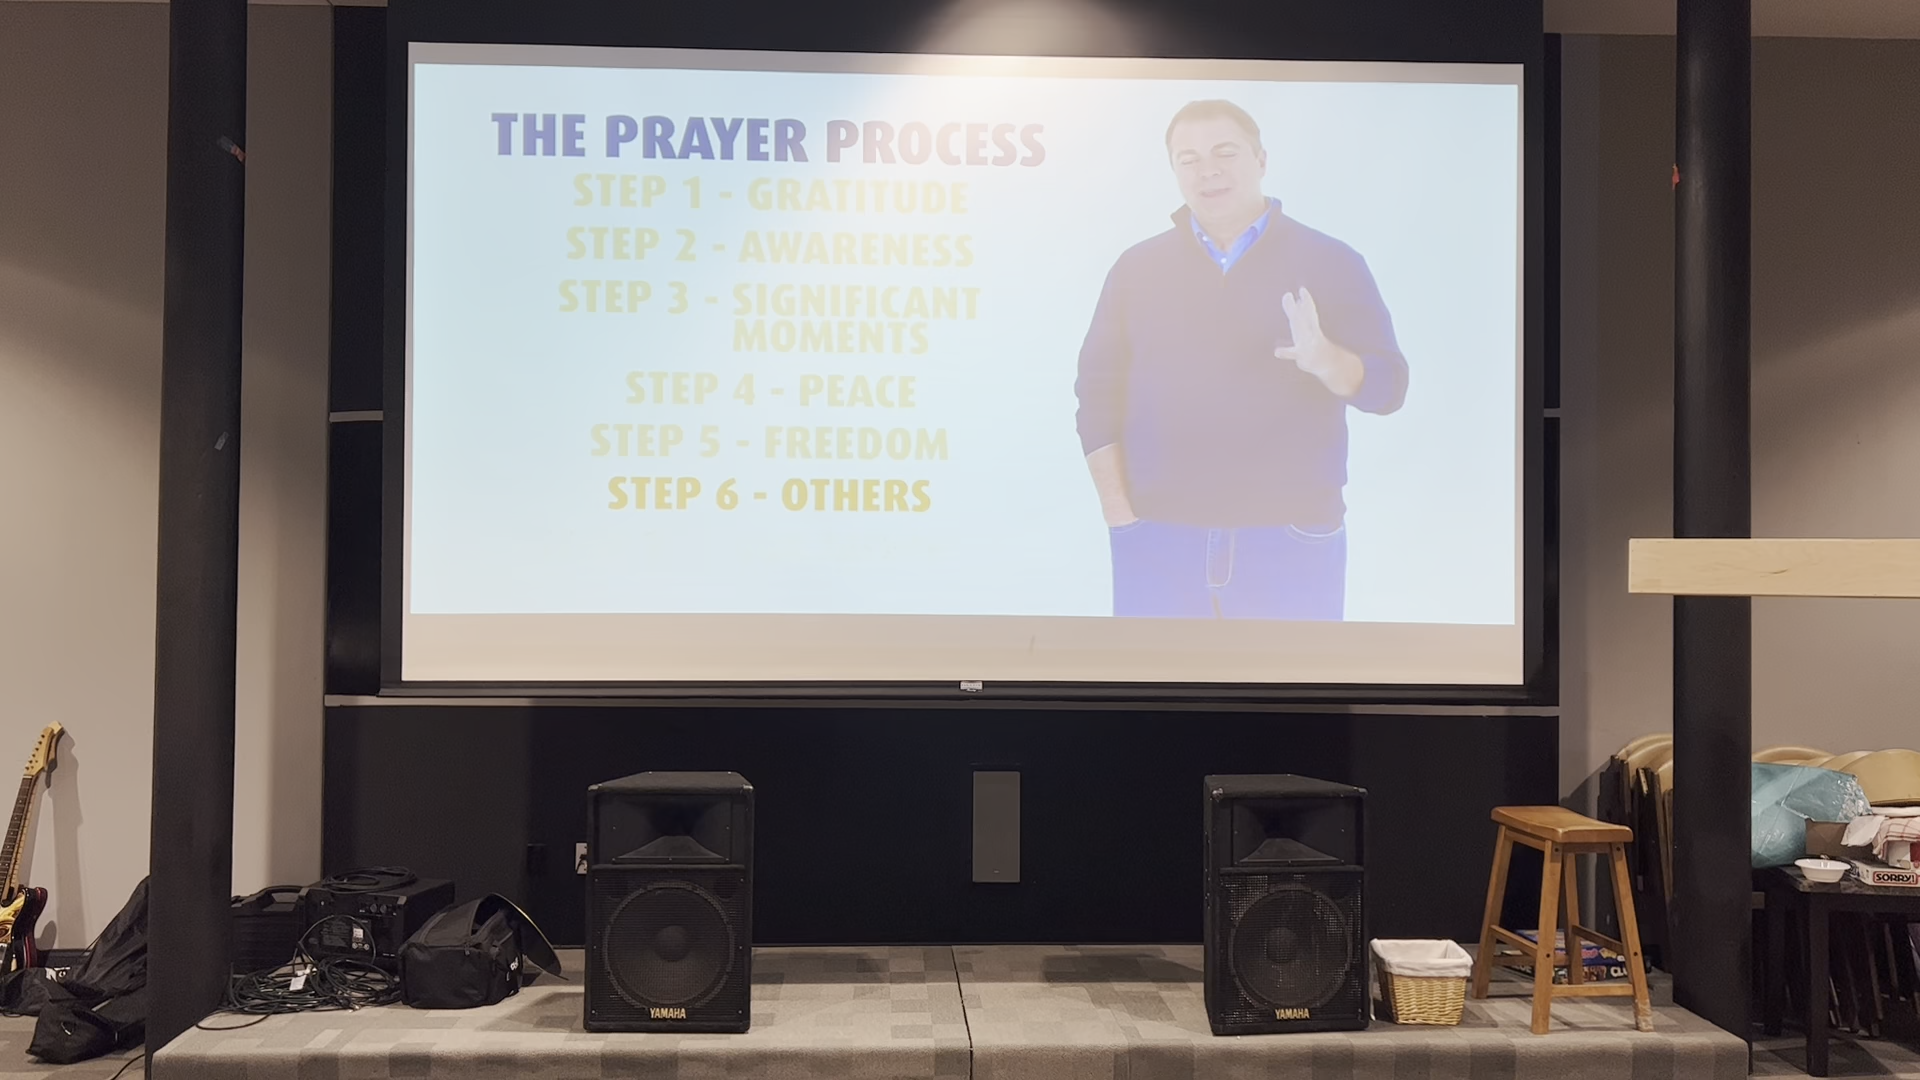 THE PRAYER PROCESS
STEP 1 - GRATITUDE
STEP 2 - AWARENESS
STEP 3 - SIGNIFICANT
MOMENTS
STEP 4 - PEACE
STEP 5 - FREEDOM
STEP 6 - OTHERS
SORRY!
YAMAHA
YAMAHA